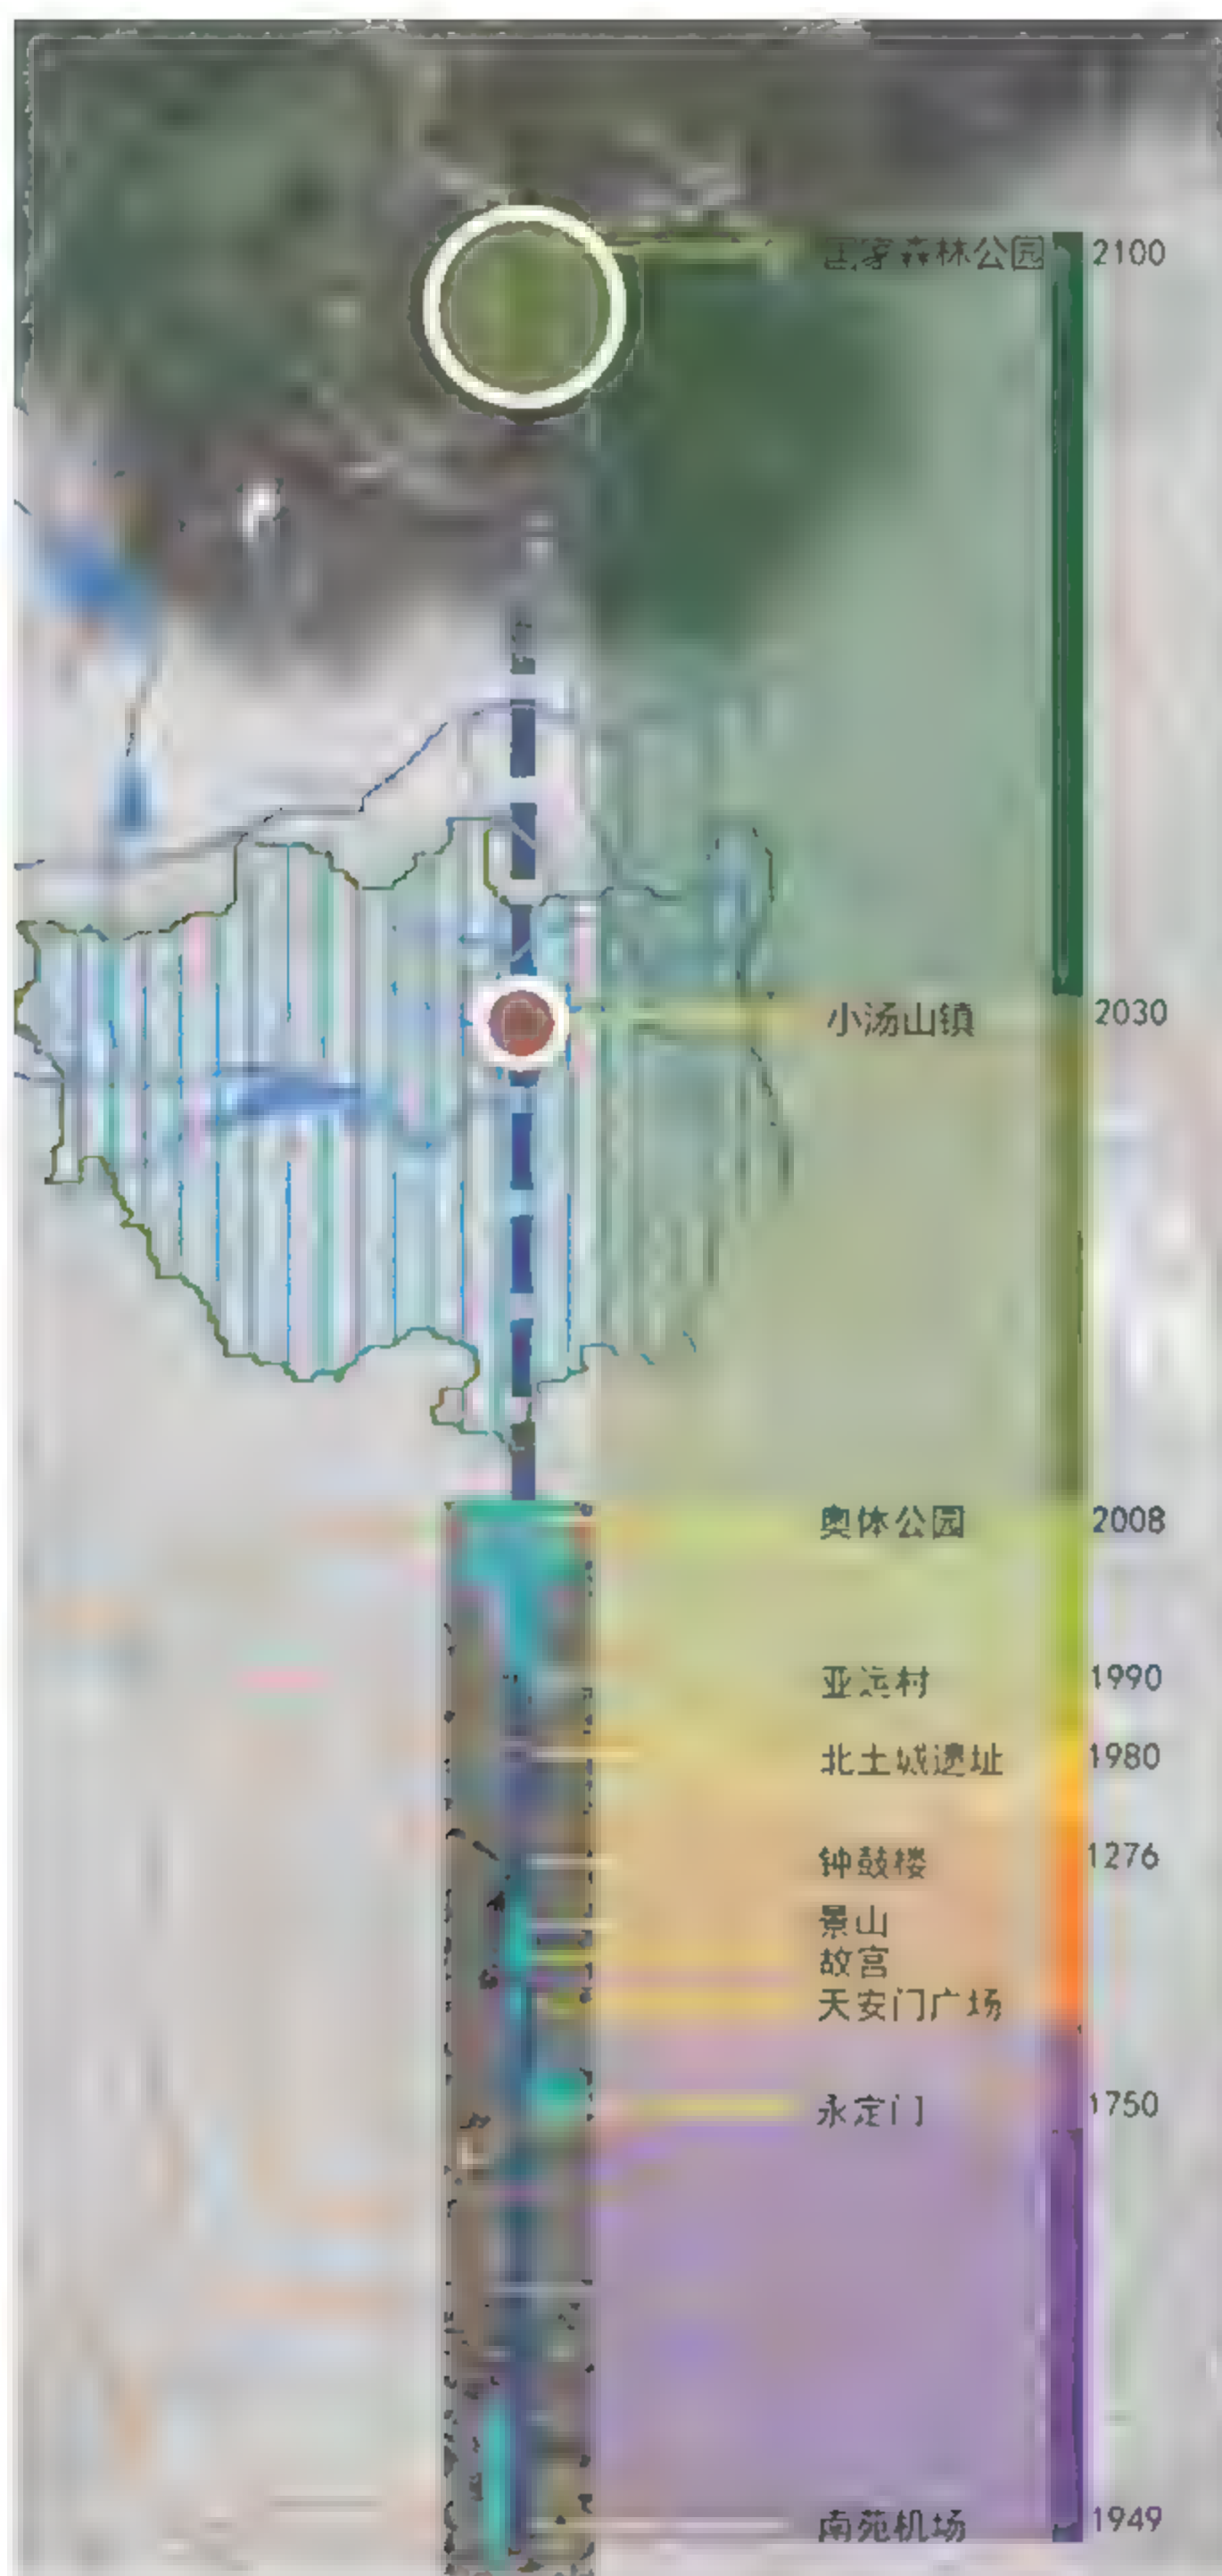 国家森林公园 2100
小汤山镇 2030
奥体公园 2008
亚运村 1990
北土城遗址 1980
钟鼓楼 1276
景山
故宫
天安门广场
永定门 1750
南苑机场 1949